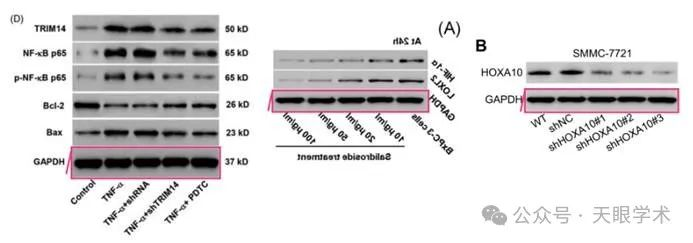 (D)
TRIM14
50 kD
NF-κB p65
65 kD
p-NF-κB p65
65 kD
Bcl-2
26 kD
Bax
23 kD
GAPDH
37 kD
Control
TNF-α
TNF-α+shRNA
TNF-α+shTRIM14
TNF-α+ PDTC
(A)
At 24h
HIF-1α
LOXL2
GAPDH
BxPC-3 cells
100 μg/ml
50 μg/ml
20 μg/ml
10 μg/ml
Salidroside treatment
B
SMMC-7721
HOXA10
GAPDH
WT
shNC
shHOXA10#1
shHOXA10#2
shHOXA10#3
公众号 · 天眼学术